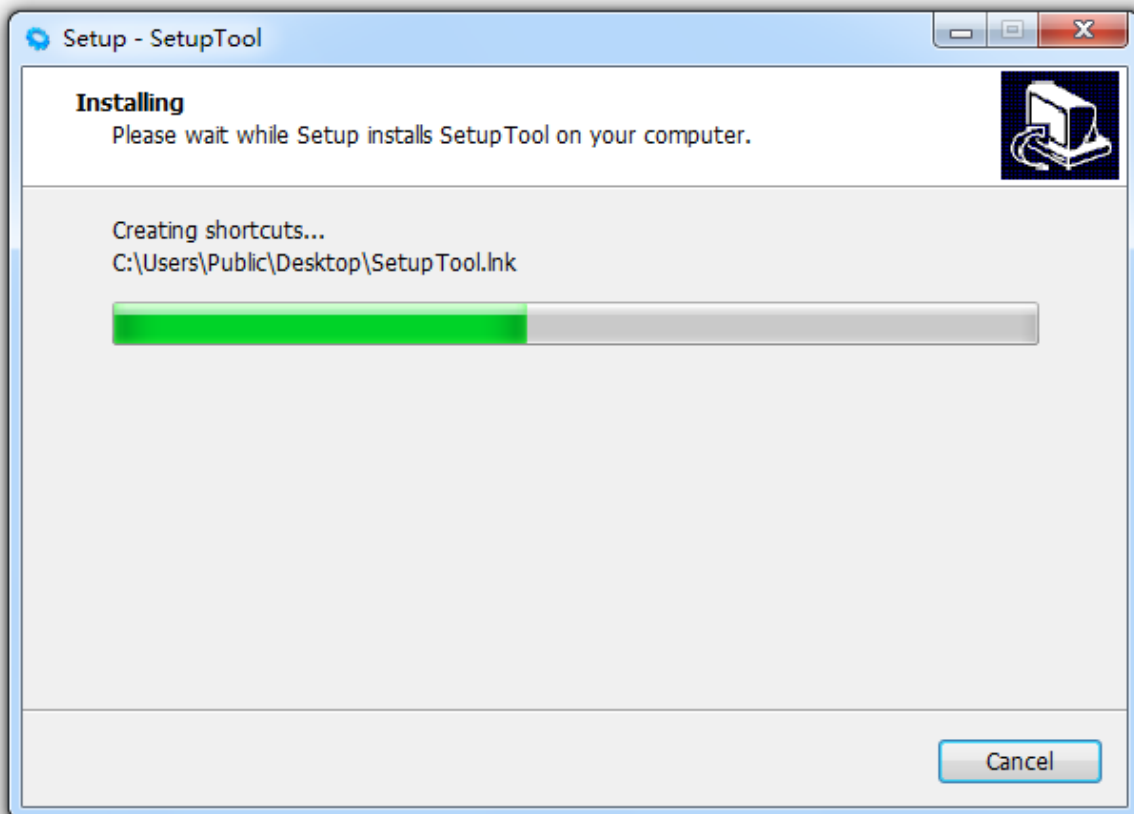 Setup - SetupTool
Installing
Please wait while Setup installs SetupTool on your computer.
Creating shortcuts...
C:\Users\Public\Desktop\SetupTool.lnk
Cancel